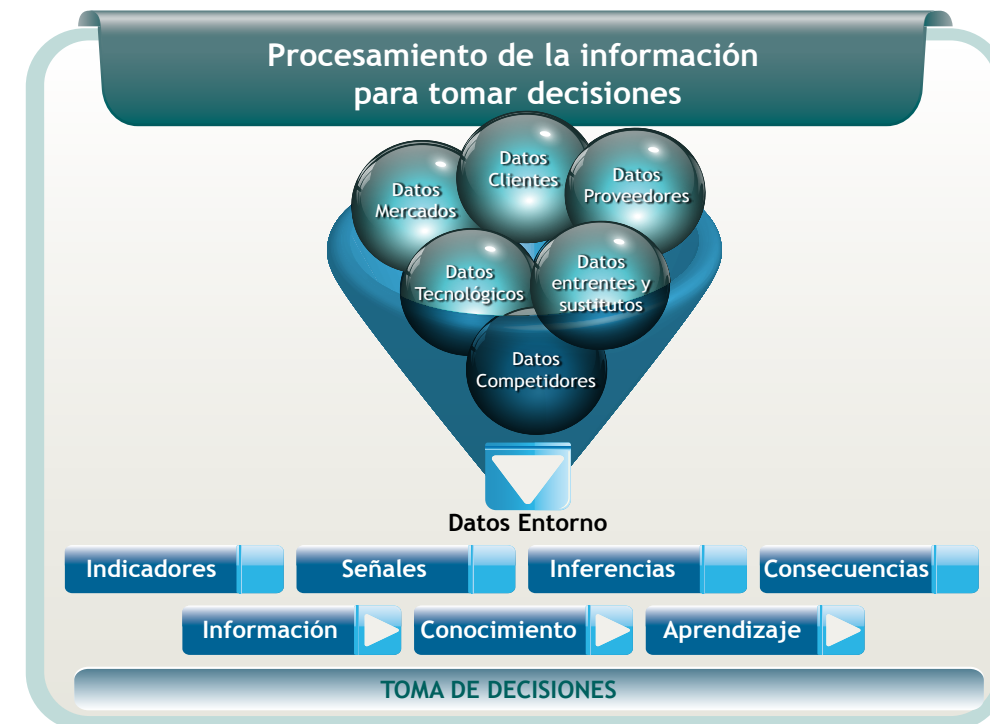 Procesamiento de la información
para tomar decisiones
Datos
Clientes
Datos
Mercados
Datos
Proveedores
Datos
Tecnológicos
Datos
entrentes y
sustitutos
Datos
Competidores
Datos Entorno
Indicadores
Señales
Inferencias
Consecuencias
Información
Conocimiento
Aprendizaje
TOMA DE DECISIONES